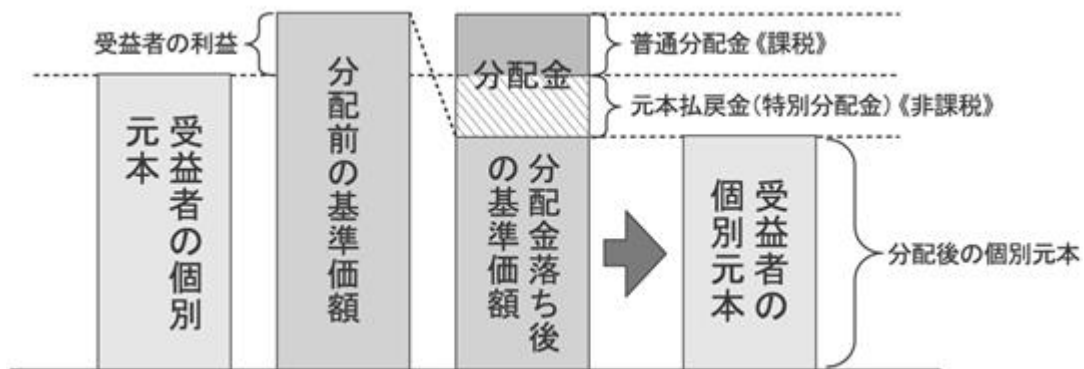 受益者の利益
受益者の個別
元本
分配前の基準価額
分配金
分配金落ち後
の基準価額
普通分配金《課税》
元本払戻金(特別分配金)《非課税》
受益者の
個別元本
分配後の個別元本